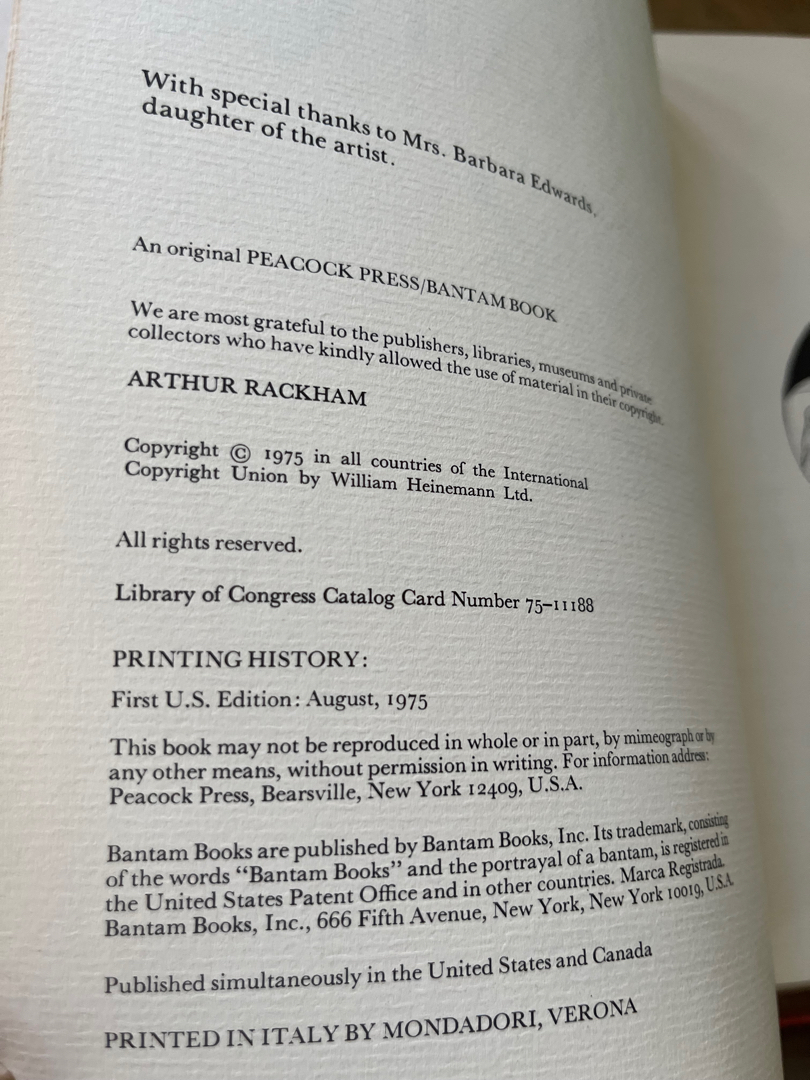 With special thanks to Mrs. Barbara Edwards,
daughter of the artist.
An original PEACOCK PRESS/BANTAM BOOK
We are most grateful to the publishers, libraries, museums and private
collectors who have kindly allowed the use of material in their copyright.
ARTHUR RACKHAM
Copyright © 1975 in all countries of the International
Copyright Union by William Heinemann Ltd.
All rights reserved.
Library of Congress Catalog Card Number 75–11188
PRINTING HISTORY:
First U.S. Edition: August, 1975
This book may not be reproduced in whole or in part, by mimeograph or by
any other means, without permission in writing. For information address:
Peacock Press, Bearsville, New York 12409, U.S.A.
Bantam Books are published by Bantam Books, Inc. Its trademark, consisting
of the words “Bantam Books” and the portrayal of a bantam, is registered in
the United States Patent Office and in other countries. Marca Registrada.
Bantam Books, Inc., 666 Fifth Avenue, New York, New York 10019, U.S.A.
Published simultaneously in the United States and Canada
PRINTED IN ITALY BY MONDADORI, VERONA